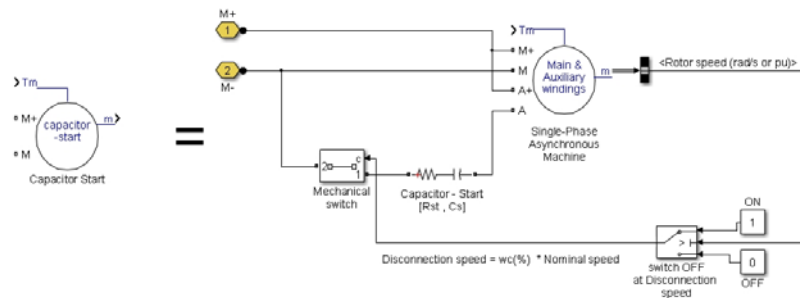 Tm
M+
M
m
capacitor
-start
Capacitor Start
=
M+
1
2
M-
Tm
M+
M
A+
A
Main &
Auxiliary
windings
m
<Rotor speed (rad/s or pu)>
Single-Phase
Asynchronous
Machine
2
c
1
Mechanical
switch
Capacitor - Start
[Rst , Cs]
Disconnection speed = wc(%) * Nominal speed
>
switch OFF
at Disconnection
speed
ON
1
0
OFF